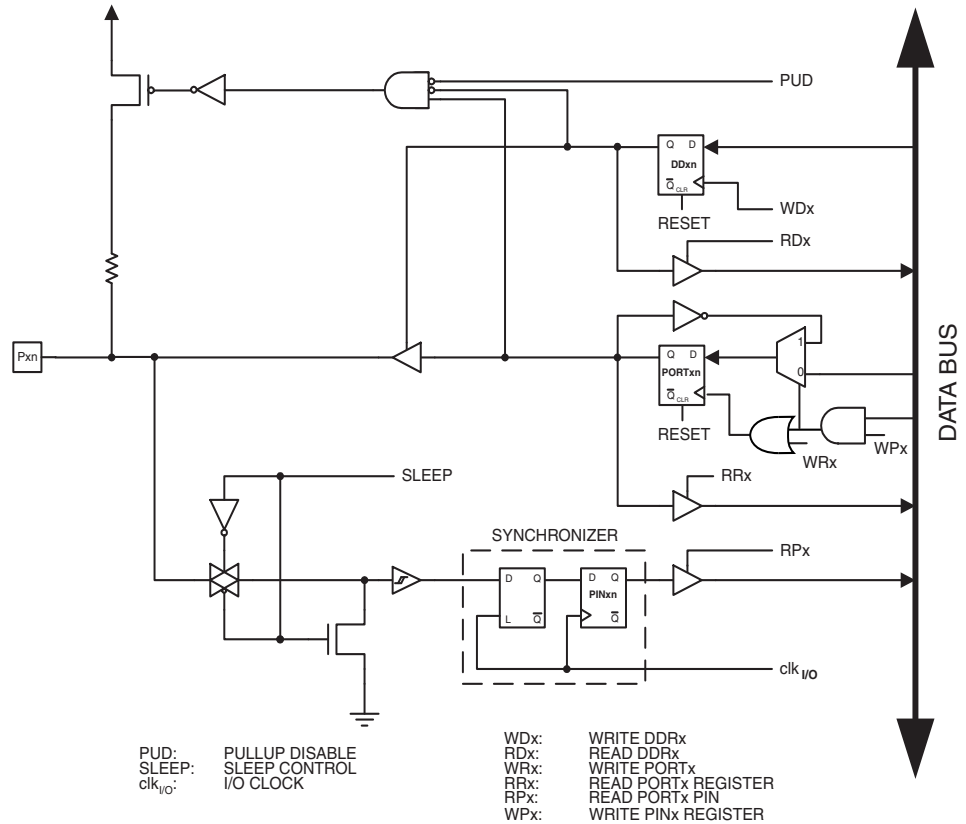 PUD
Q D
DDxn
Q CLR
WDx
RESET
RDx
Pxn
1
Q D
PORTxn
0
Q CLR
RESET
WRx
WPx
DATA BUS
SLEEP
RRx
SYNCHRONIZER
RPx
D Q
D Q
PINxn
L Q
Q
clk I/O
PUD: PULLUP DISABLE
SLEEP: SLEEP CONTROL
clkI/O: I/O CLOCK
WDx: WRITE DDRx
RDx: READ DDRx
WRx: WRITE PORTx
RRx: READ PORTx REGISTER
RPx: READ PORTx PIN
WPx: WRITE PINx REGISTER